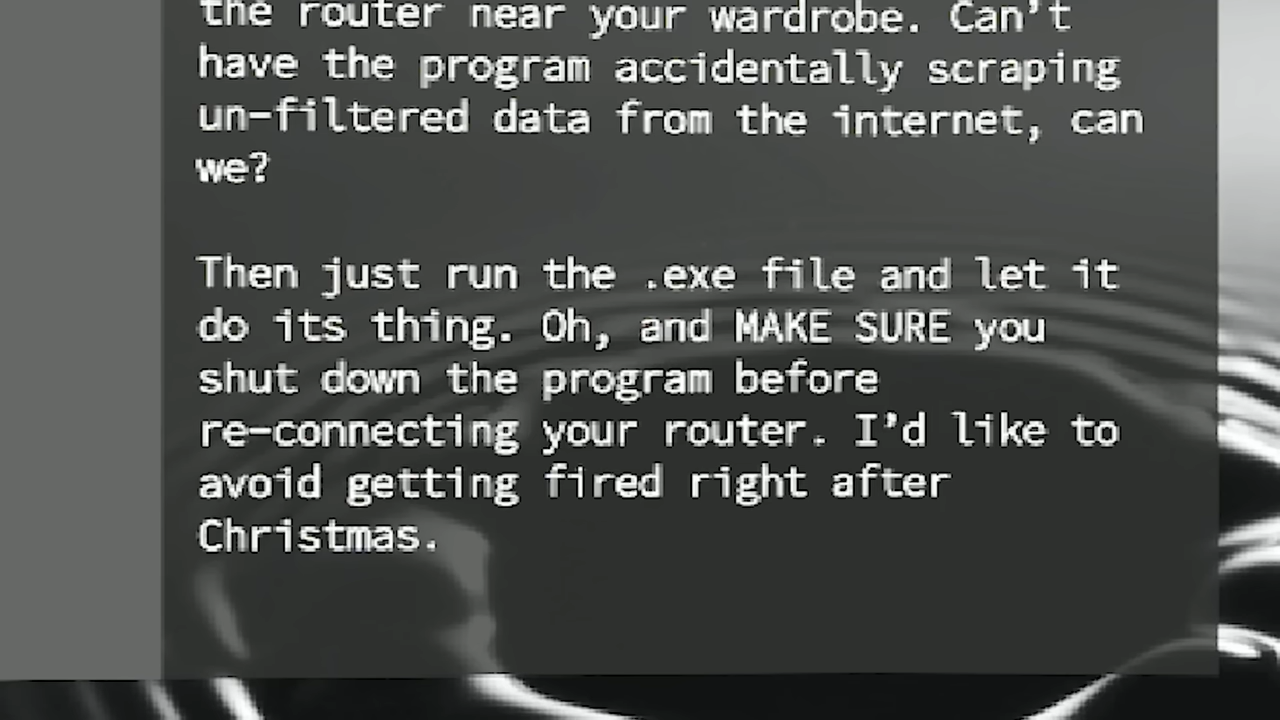 the router near your wardrobe. Can't
have the program accidentally scraping
un-filtered data from the internet, can
we?
Then just run the .exe file and let it
do its thing. Oh, and MAKE SURE you
shut down the program before
re-connecting your router. I'd like to
avoid getting fired right after
Christmas.